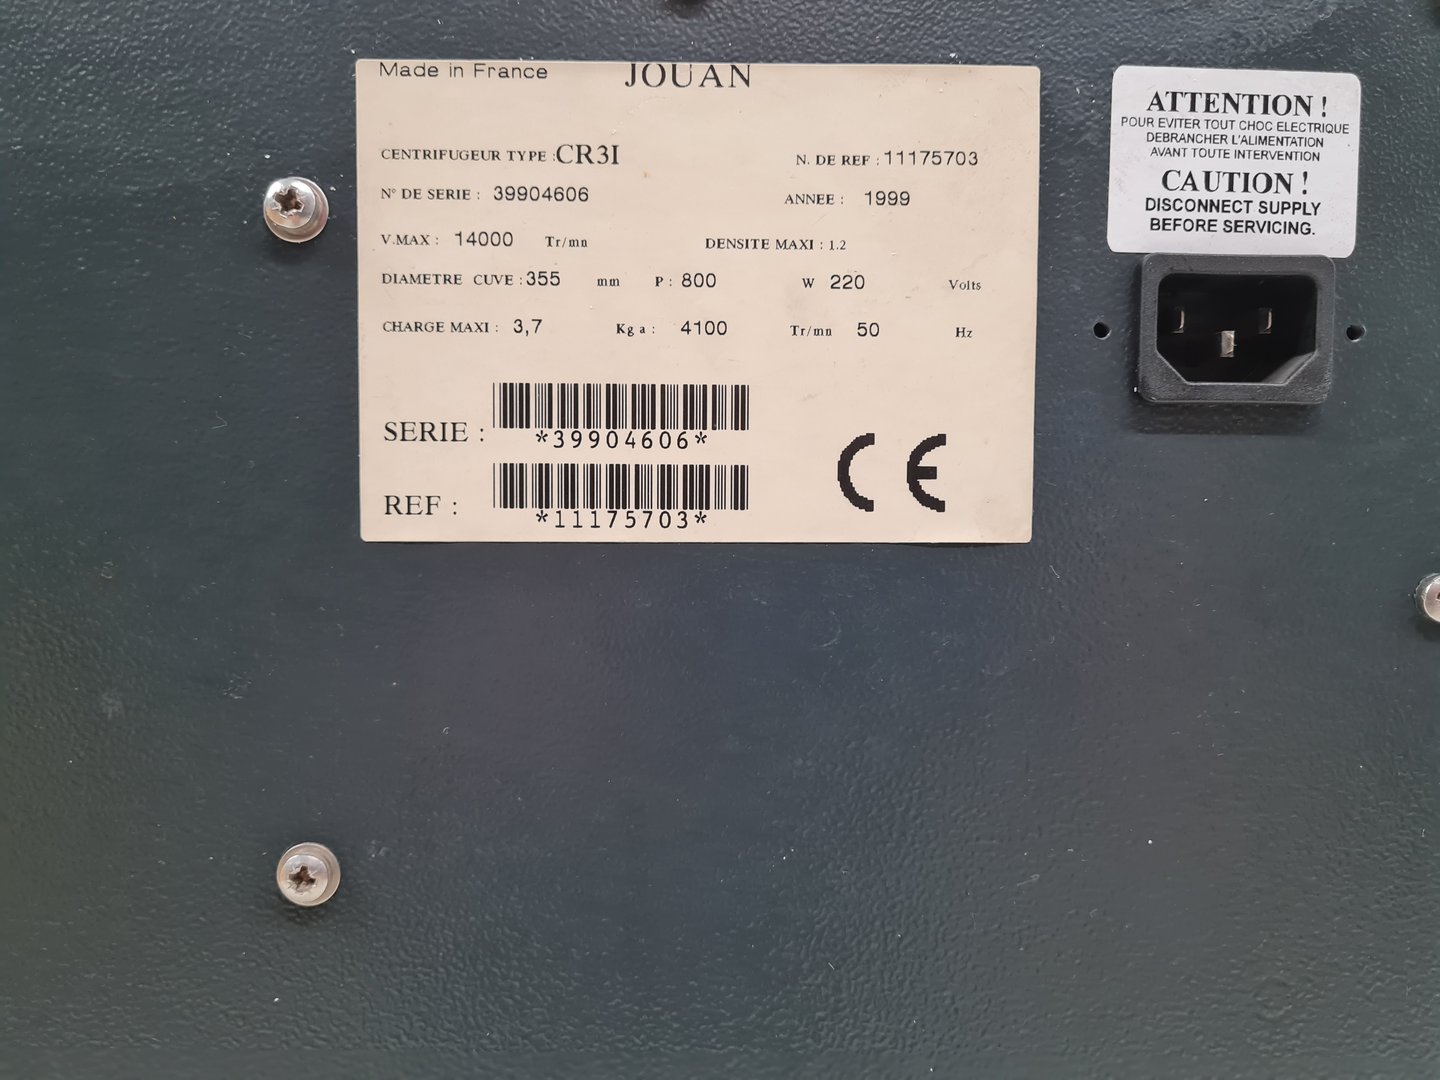 Made in France JOUAN
CENTRIFUGEUR TYPE : CR3I N. DE REF : 11175703
N° DE SERIE : 39904606 ANNEE : 1999
V.MAX : 14000 Tr/mn DENSITE MAXI : 1.2
DIAMETRE CUVE : 355 mm P : 800 W 220 Volts
CHARGE MAXI : 3,7 Kg a : 4100 Tr/mn 50 Hz
SERIE :
*39904606*
REF :
*11175703*
CE
ATTENTION !
POUR EVITER TOUT CHOC ELECTRIQUE
DEBRANCHER L'ALIMENTATION
AVANT TOUTE INTERVENTION
CAUTION !
DISCONNECT SUPPLY
BEFORE SERVICING.